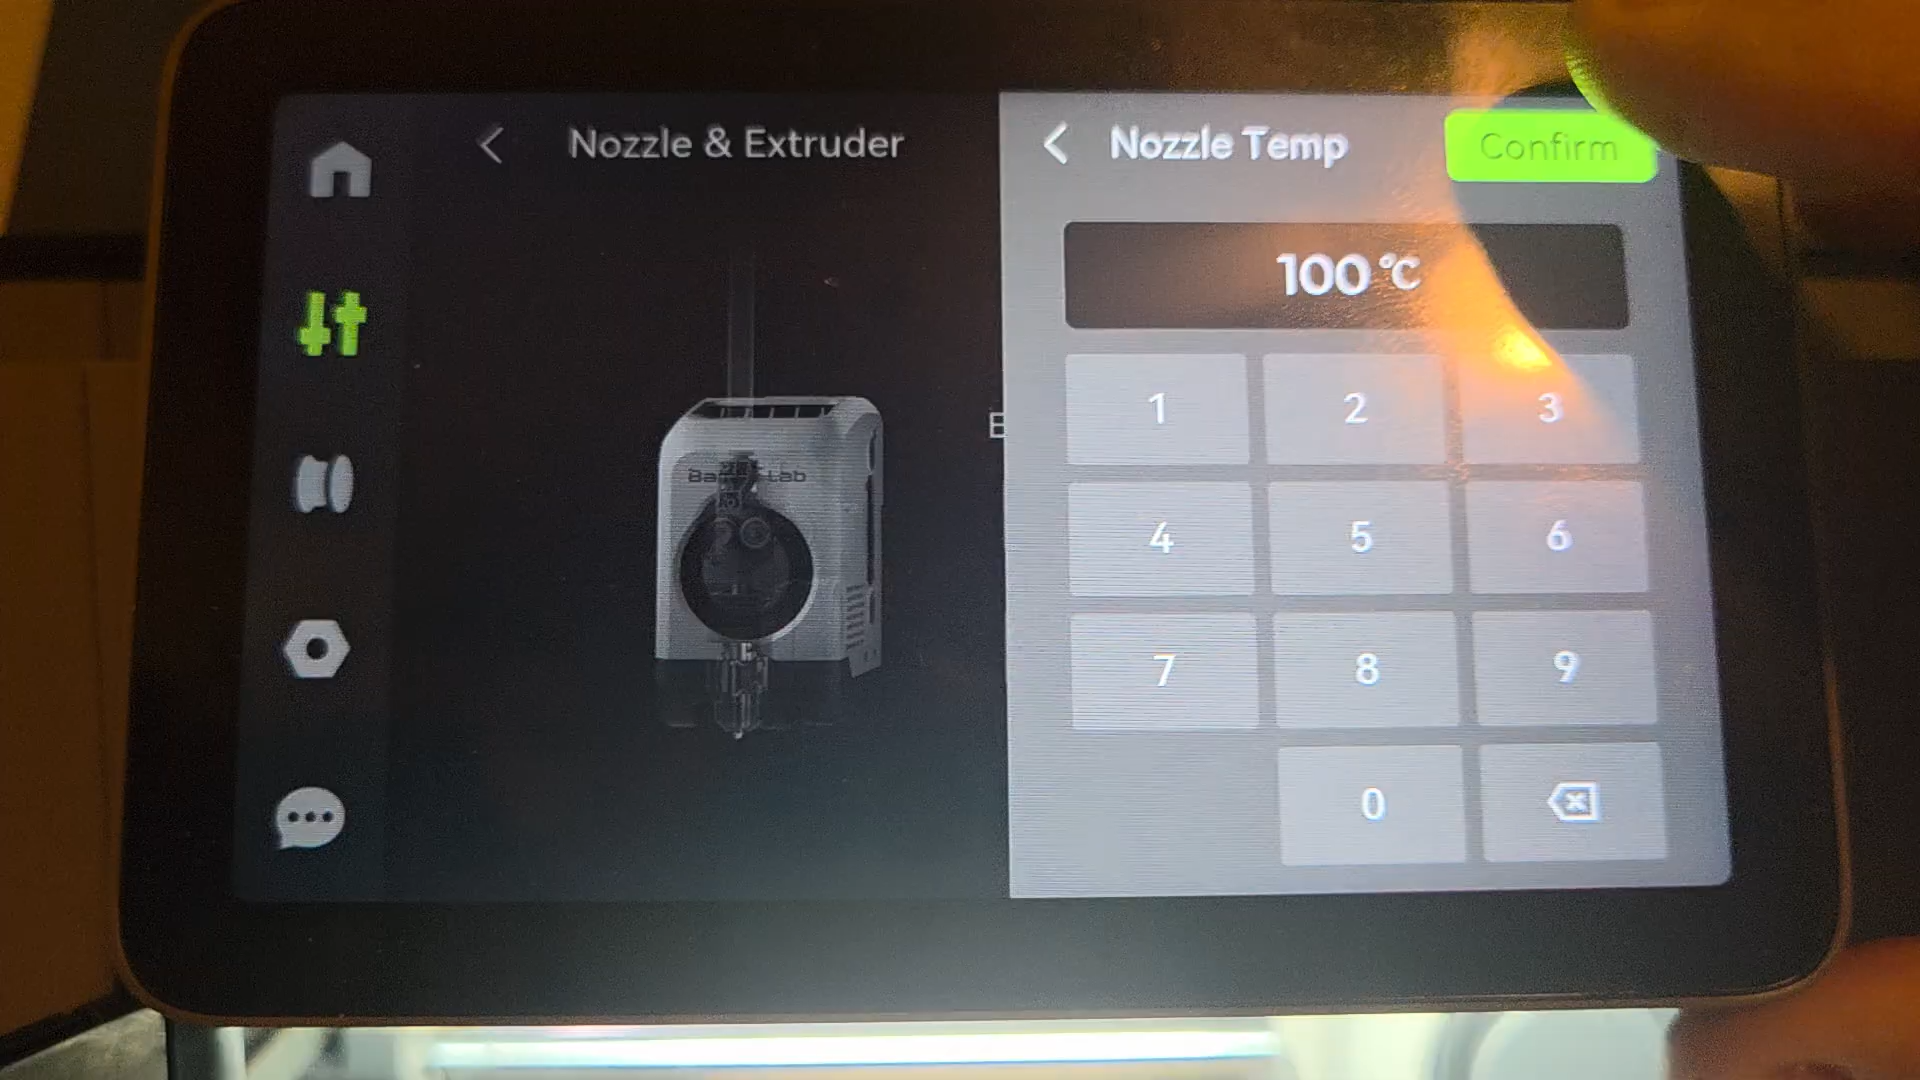 Nozzle & Extruder
Nozzle Temp
Confirm
100 °C
1 2 3
4 5 6
7 8 9
0